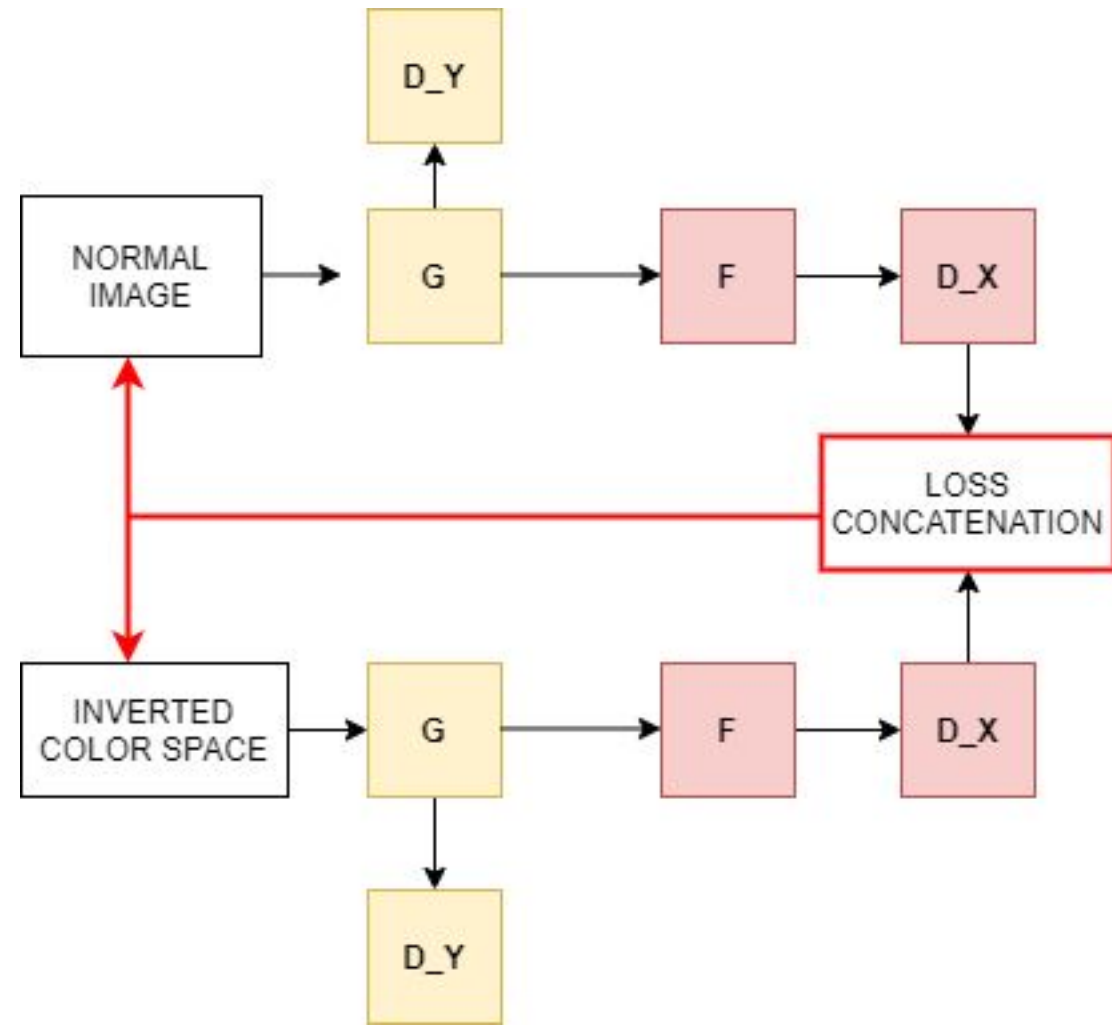 D_Y
NORMAL
IMAGE
G
F
D_X
LOSS
CONCATENATION
INVERTED
COLOR SPACE
G
F
D_X
D_Y